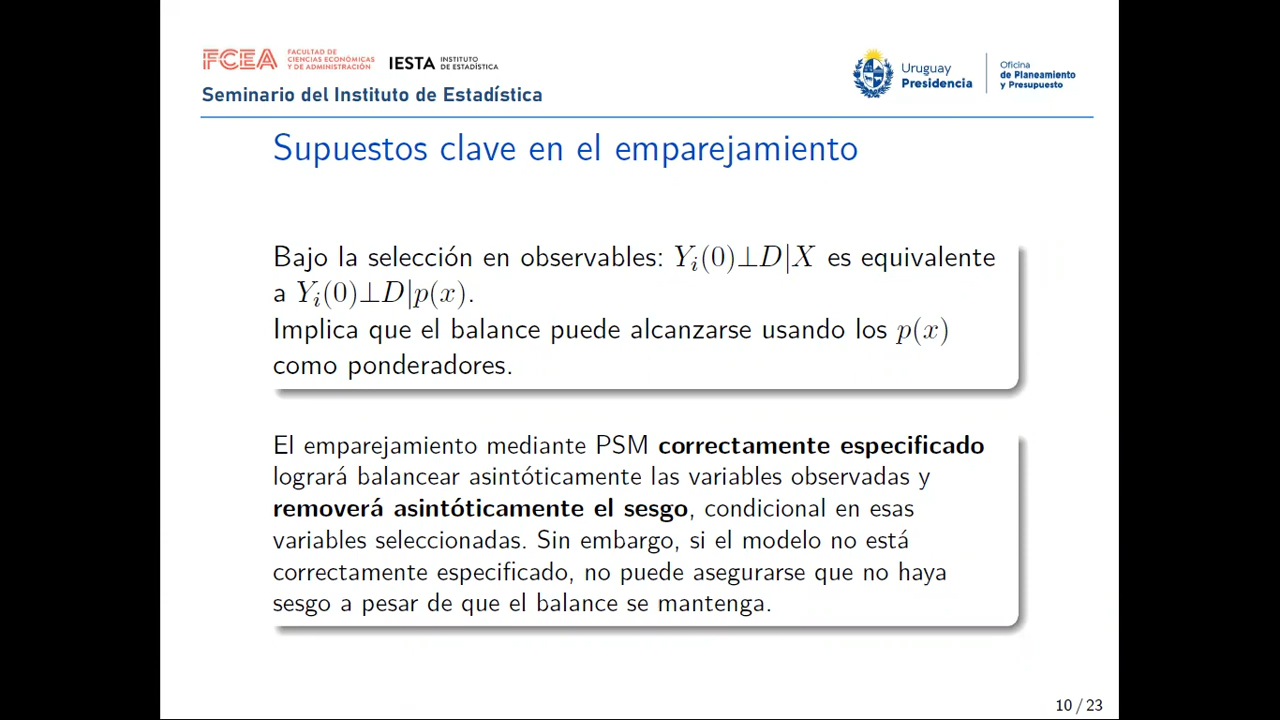 FCEA FACULTAD DE CIENCIAS ECONÓMICAS Y DE ADMINISTRACIÓN
IESTA INSTITUTO DE ESTADÍSTICA
Seminario del Instituto de Estadística
Uruguay Presidencia
Oficina de Planeamiento y Presupuesto
Supuestos clave en el emparejamiento
Bajo la selección en observables: Y_i(0)⊥D|X es equivalente
a Y_i(0)⊥D|p(x).
Implica que el balance puede alcanzarse usando los p(x)
como ponderadores.
El emparejamiento mediante PSM correctamente especificado
logrará balancear asintóticamente las variables observadas y
removerá asintóticamente el sesgo, condicional en esas
variables seleccionadas. Sin embargo, si el modelo no está
correctamente especificado, no puede asegurarse que no haya
sesgo a pesar de que el balance se mantenga.
10 / 23